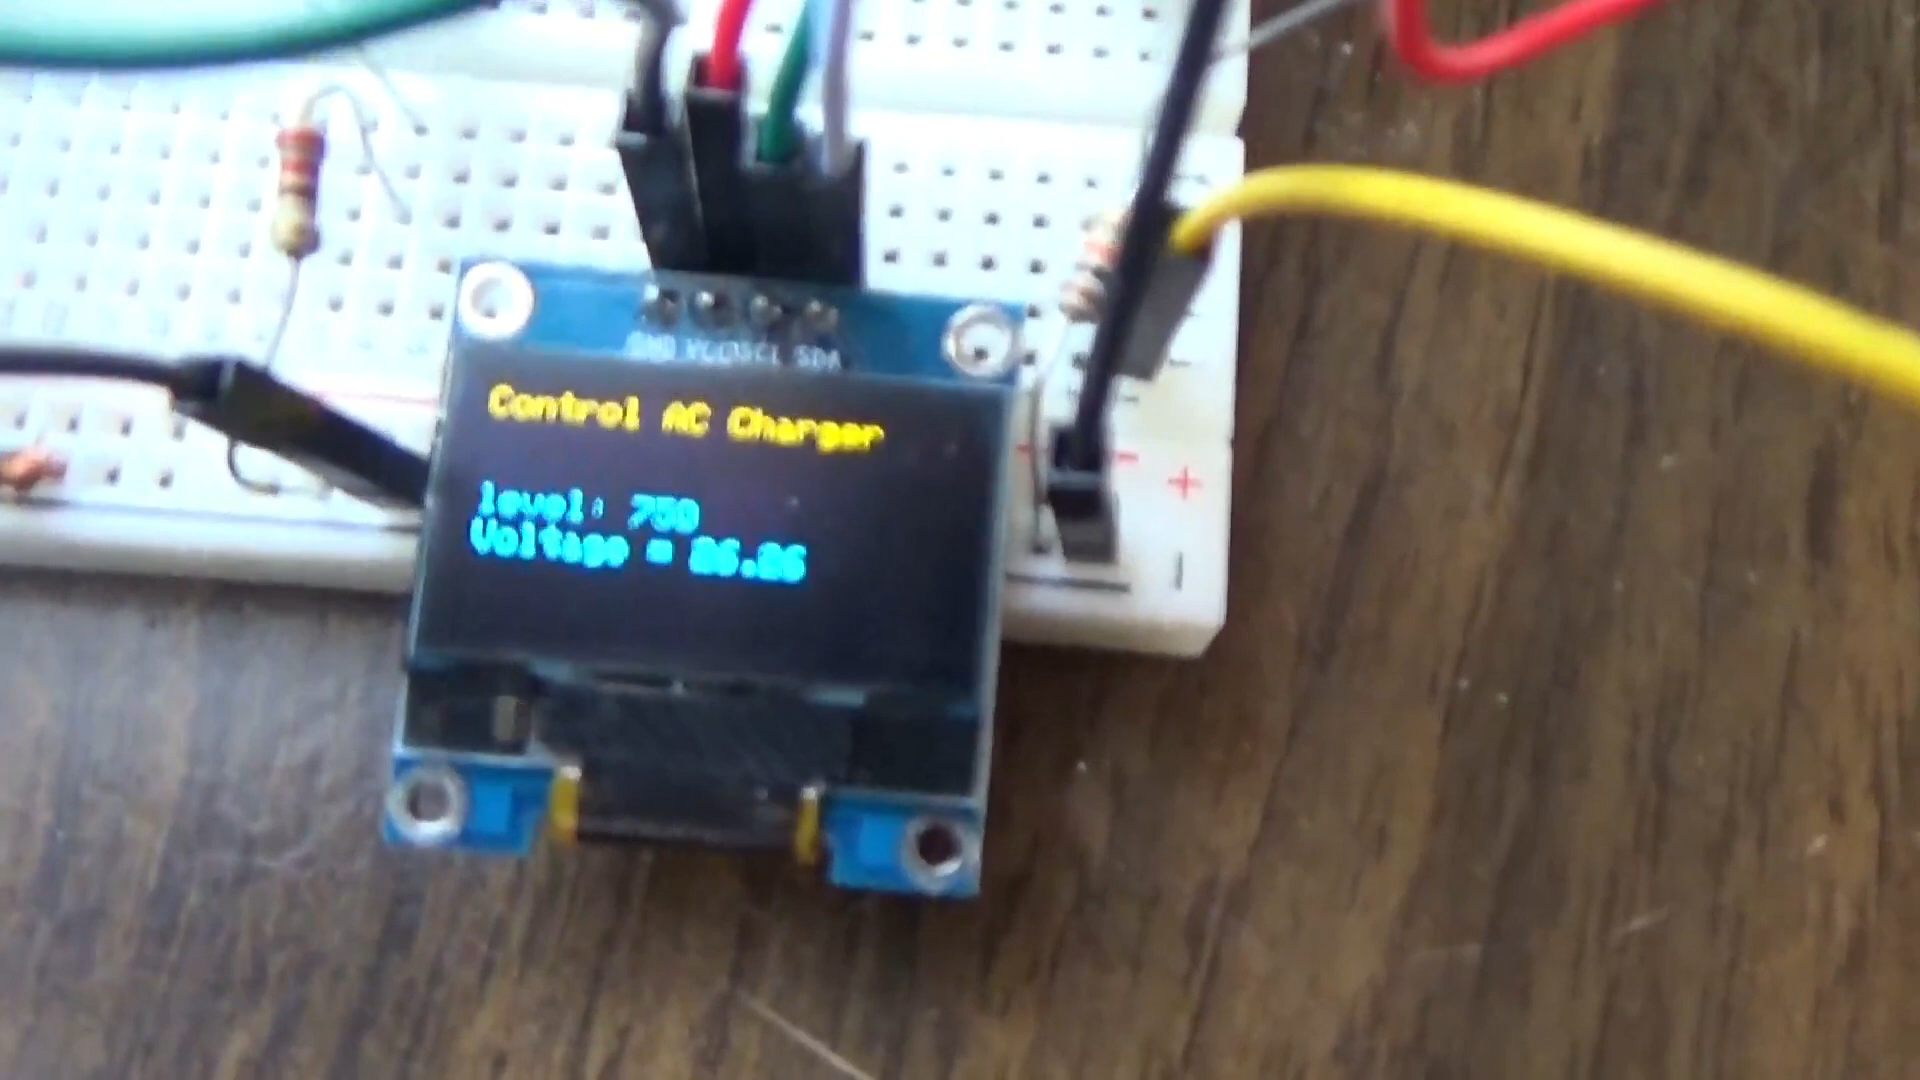 GND VCC SCL SDA
Control AC Charger
level: 750
Voltage = 26.26
+
-